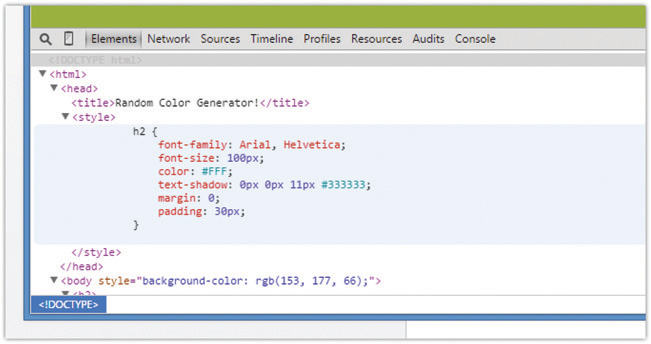 Elements Network Sources Timeline Profiles Resources Audits Console
<!DOCTYPE html>
<html>
<head>
<title>Random Color Generator!</title>
<style>
h2 {
font-family: Arial, Helvetica;
font-size: 100px;
color: #FFF;
text-shadow: 0px 0px 11px #333333;
margin: 0;
padding: 30px;
}
</style>
</head>
<body style="background-color: rgb(153, 177, 66);">
<h2>
<!DOCTYPE>